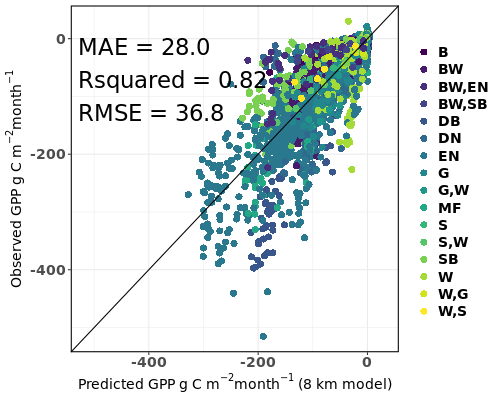 MAE = 28.0
Rsquared = 0.82
RMSE = 36.8
Observed GPP g C m⁻²month⁻¹
0
-200
-400
-400 -200 0
Predicted GPP g C m⁻²month⁻¹ (8 km model)
B
BW
BW,EN
BW,SB
DB
DN
EN
G
G,W
MF
S
S,W
SB
W
W,G
W,S